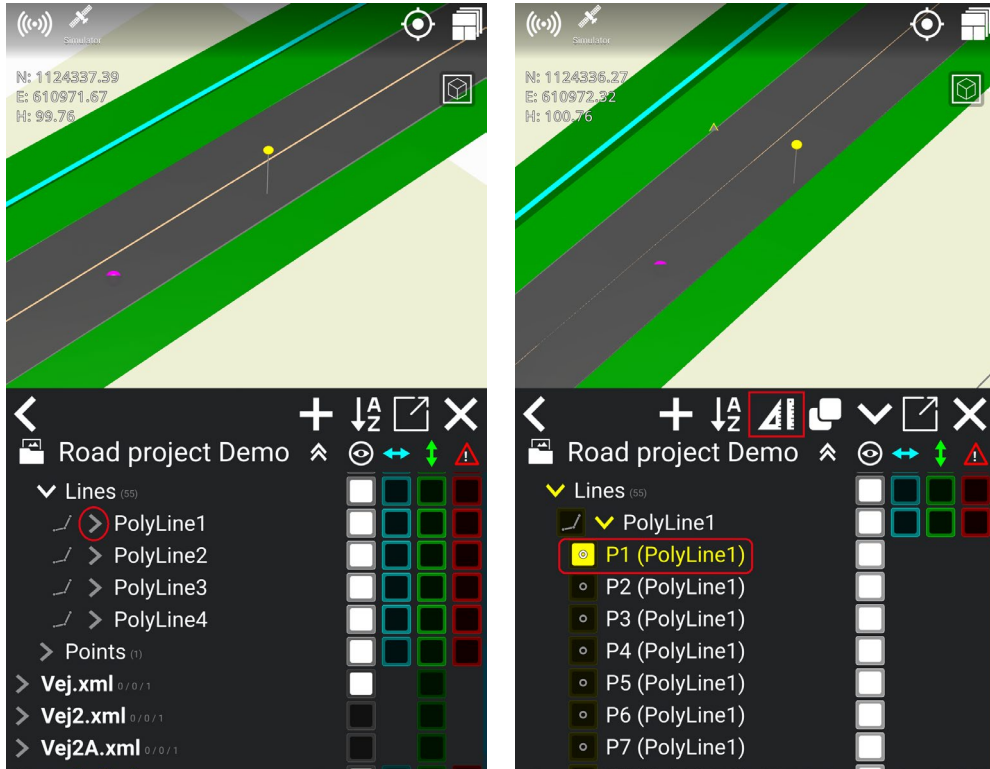 Simulator
N: 1124337.39
E: 610971.67
H: 99.76
A
Z
Road project Demo
Lines (55)
PolyLine1
PolyLine2
PolyLine3
PolyLine4
Points (1)
Vej.xml 0 / 0 / 1
Vej2.xml 0 / 0 / 1
Vej2A.xml 0 / 0 / 1
Simulator
N: 1124336.27
E: 610972.32
H: 100.76
A
Z
Road project Demo
Lines (55)
PolyLine1
P1 (PolyLine1)
P2 (PolyLine1)
P3 (PolyLine1)
P4 (PolyLine1)
P5 (PolyLine1)
P6 (PolyLine1)
P7 (PolyLine1)